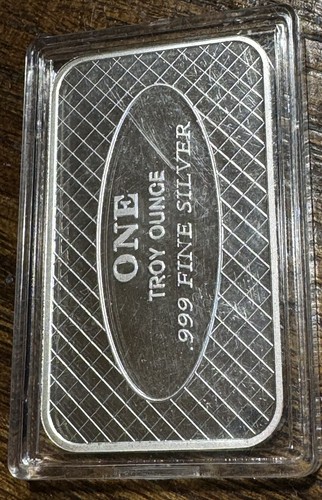 ONE
TROY OUNCE
.999 FINE SILVER